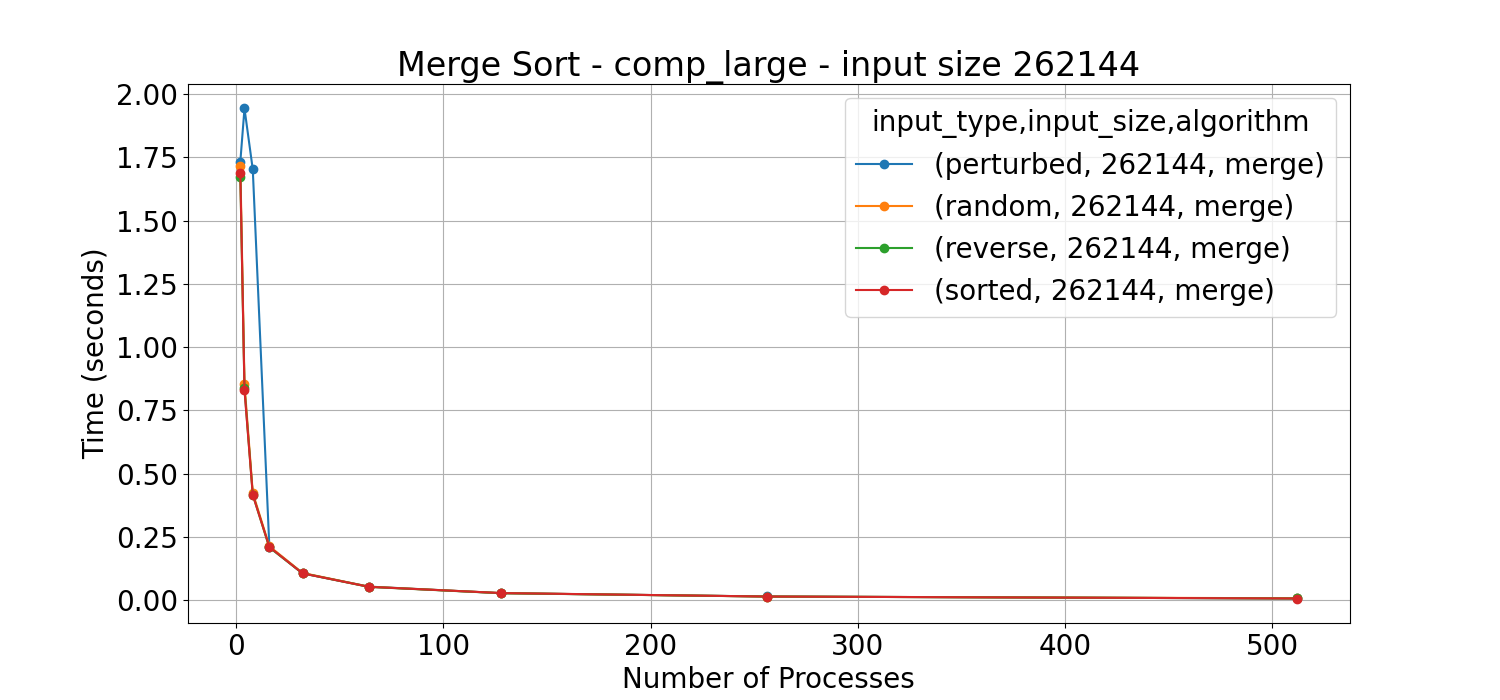 Merge Sort - comp_large - input size 262144
2.00
1.75
1.50
1.25
1.00
0.75
0.50
0.25
0.00
Time (seconds)
input_type,input_size,algorithm
(perturbed, 262144, merge)
(random, 262144, merge)
(reverse, 262144, merge)
(sorted, 262144, merge)
0 100 200 300 400 500
Number of Processes